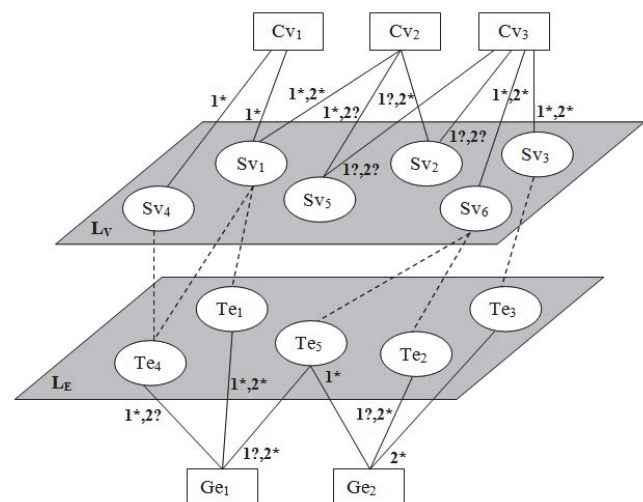 Cv1 Cv2 Cv3
1* 1* 1*,2* 1*,2? 1?,2* 1*,2* 1*,2*
1?,2? 1?,2?
Sv1 Sv2 Sv3
Sv4 Sv5 Sv6
LV
Te1 Te3
Te4 Te5 Te2
LE
1*,2? 1*,2* 1?,2* 1* 1?,2* 2*
Ge1 Ge2